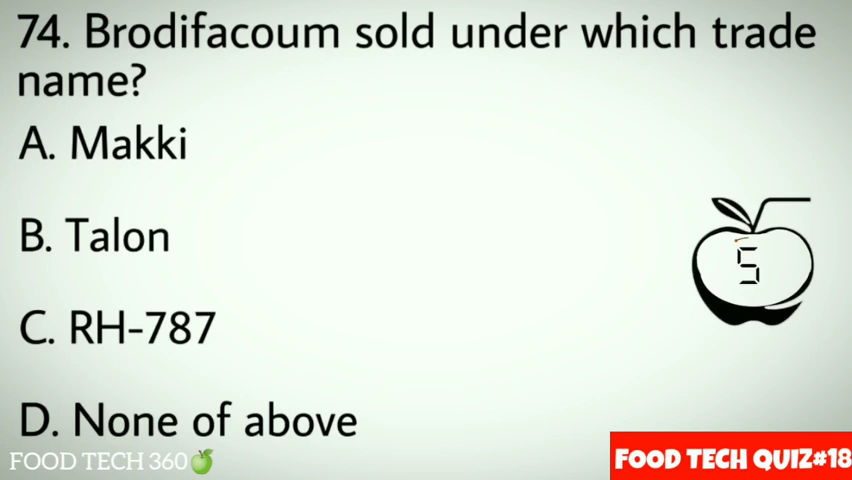 74. Brodifacoum sold under which trade
name?
A. Makki
B. Talon
5
C. RH-787
D. None of above
FOOD TECH 360🍏
FOOD TECH QUIZ#18